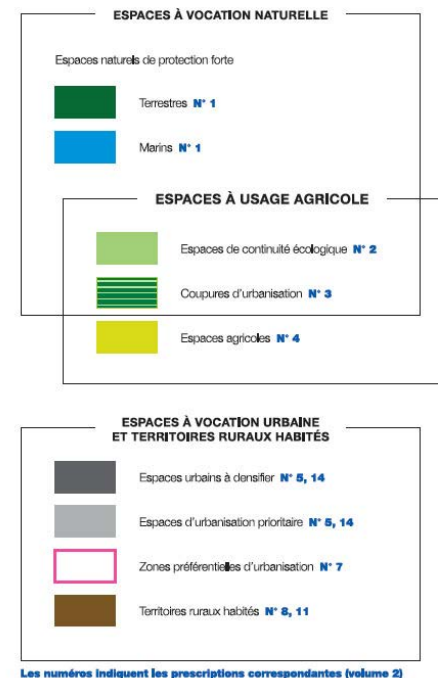 ESPACES À VOCATION NATURELLE
Espaces naturels de protection forte
Terrestres N° 1
Marins N° 1
ESPACES À USAGE AGRICOLE
Espaces de continuité écologique N° 2
Coupures d'urbanisation N° 3
Espaces agricoles N° 4
ESPACES À VOCATION URBAINE
ET TERRITOIRES RURAUX HABITÉS
Espaces urbains à densifier N° 5, 14
Espaces d'urbanisation prioritaire N° 5, 14
Zones préférentielles d'urbanisation N° 7
Territoires ruraux habités N° 8, 11
Les numéros indiquent les prescriptions correspondantes (volume 2)